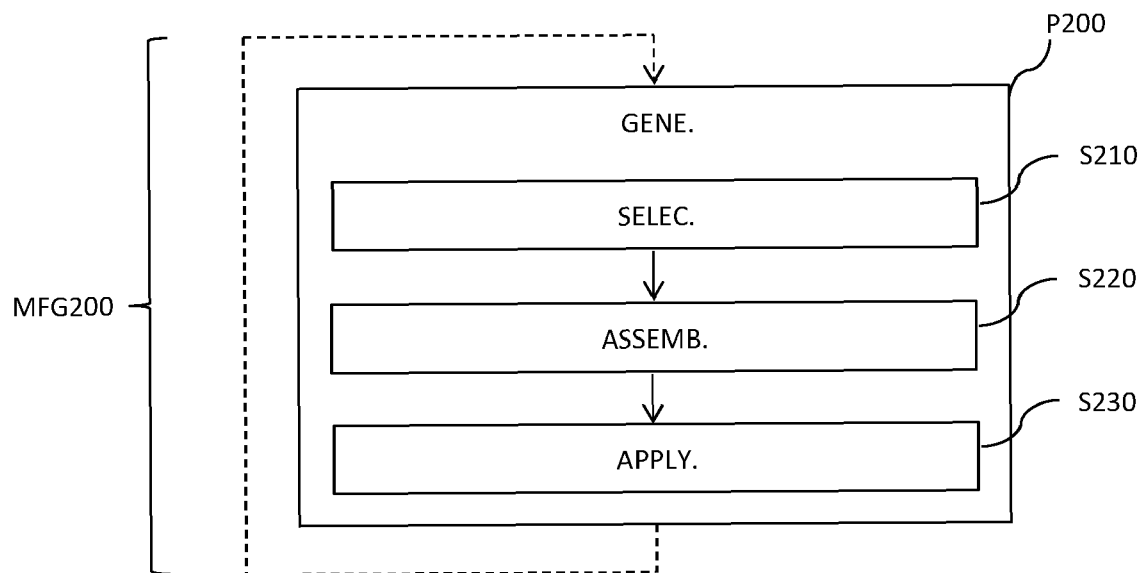 P200
GENE.
S210
SELEC.
S220
MFG200
ASSEMB.
S230
APPLY.